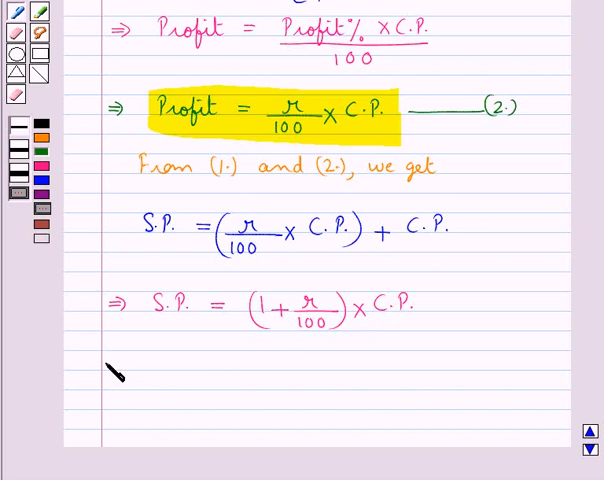 ⇒ Profit = Profit% × C.P. / 100
⇒ Profit = r/100 × C.P. ———(2.)
From (1.) and (2.), we get
S.P. = (r/100 × C.P.) + C.P.
⇒ S.P. = (1 + r/100) × C.P.